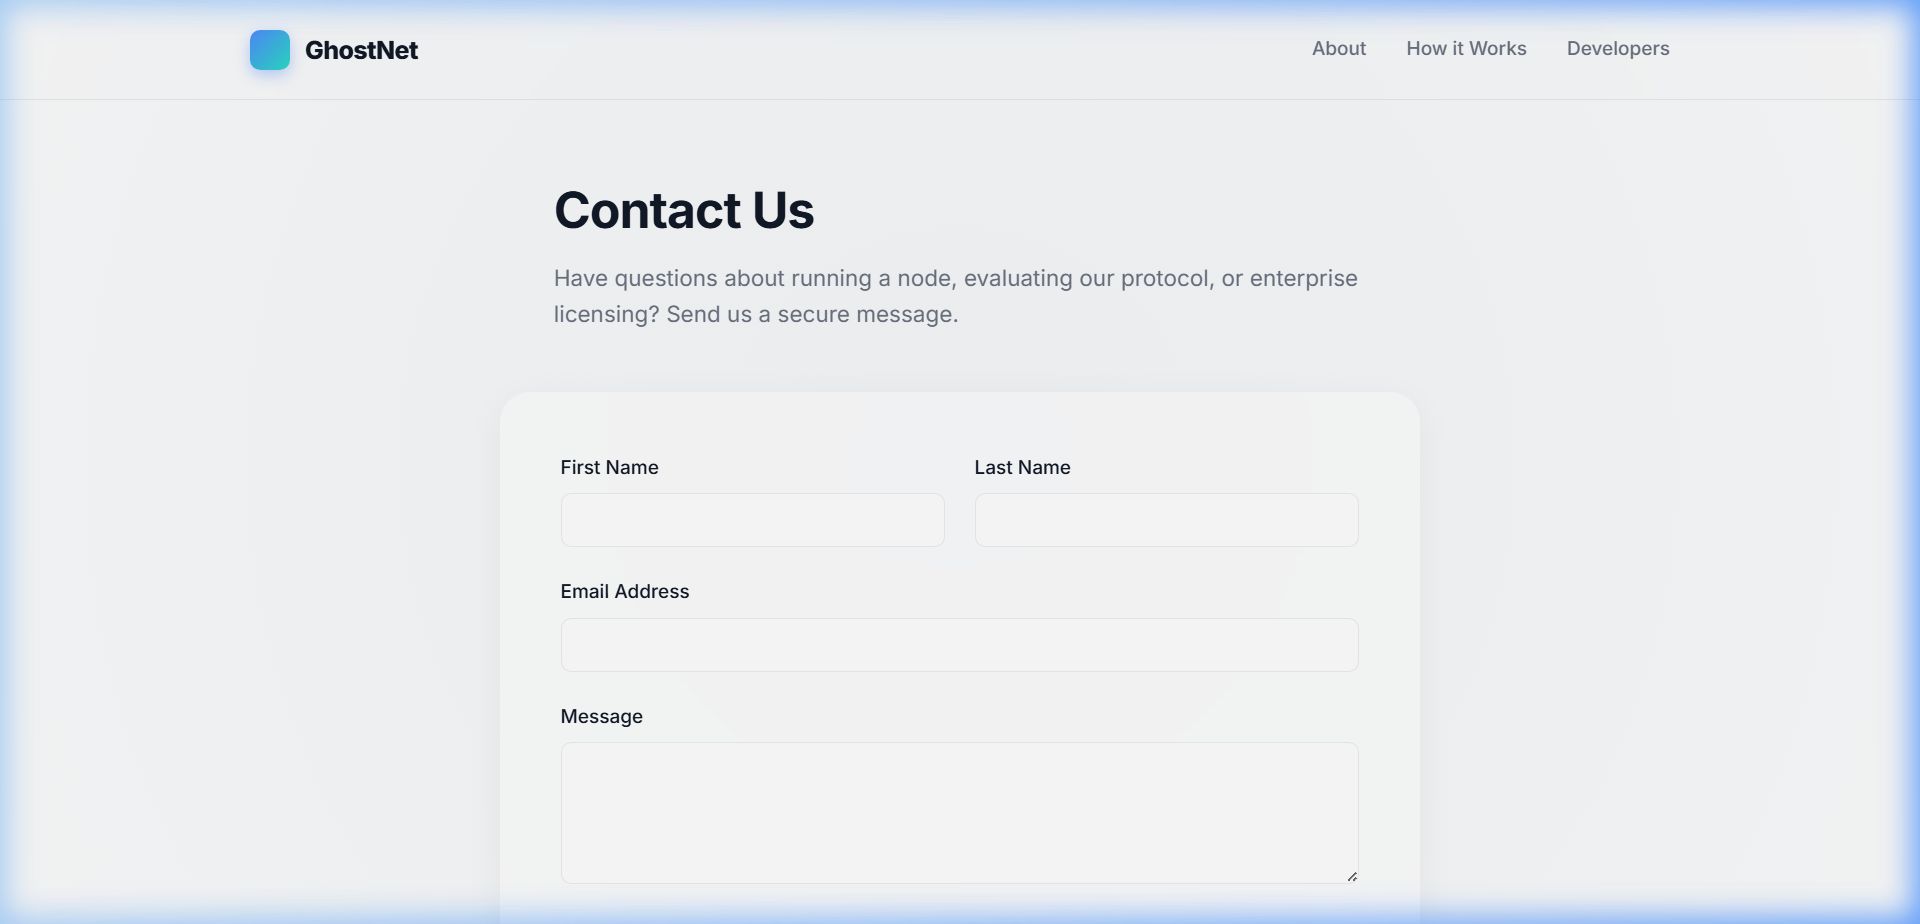 GhostNet
About
How it Works
Developers
Contact Us
Have questions about running a node, evaluating our protocol, or enterprise
licensing? Send us a secure message.
First Name
Last Name
Email Address
Message